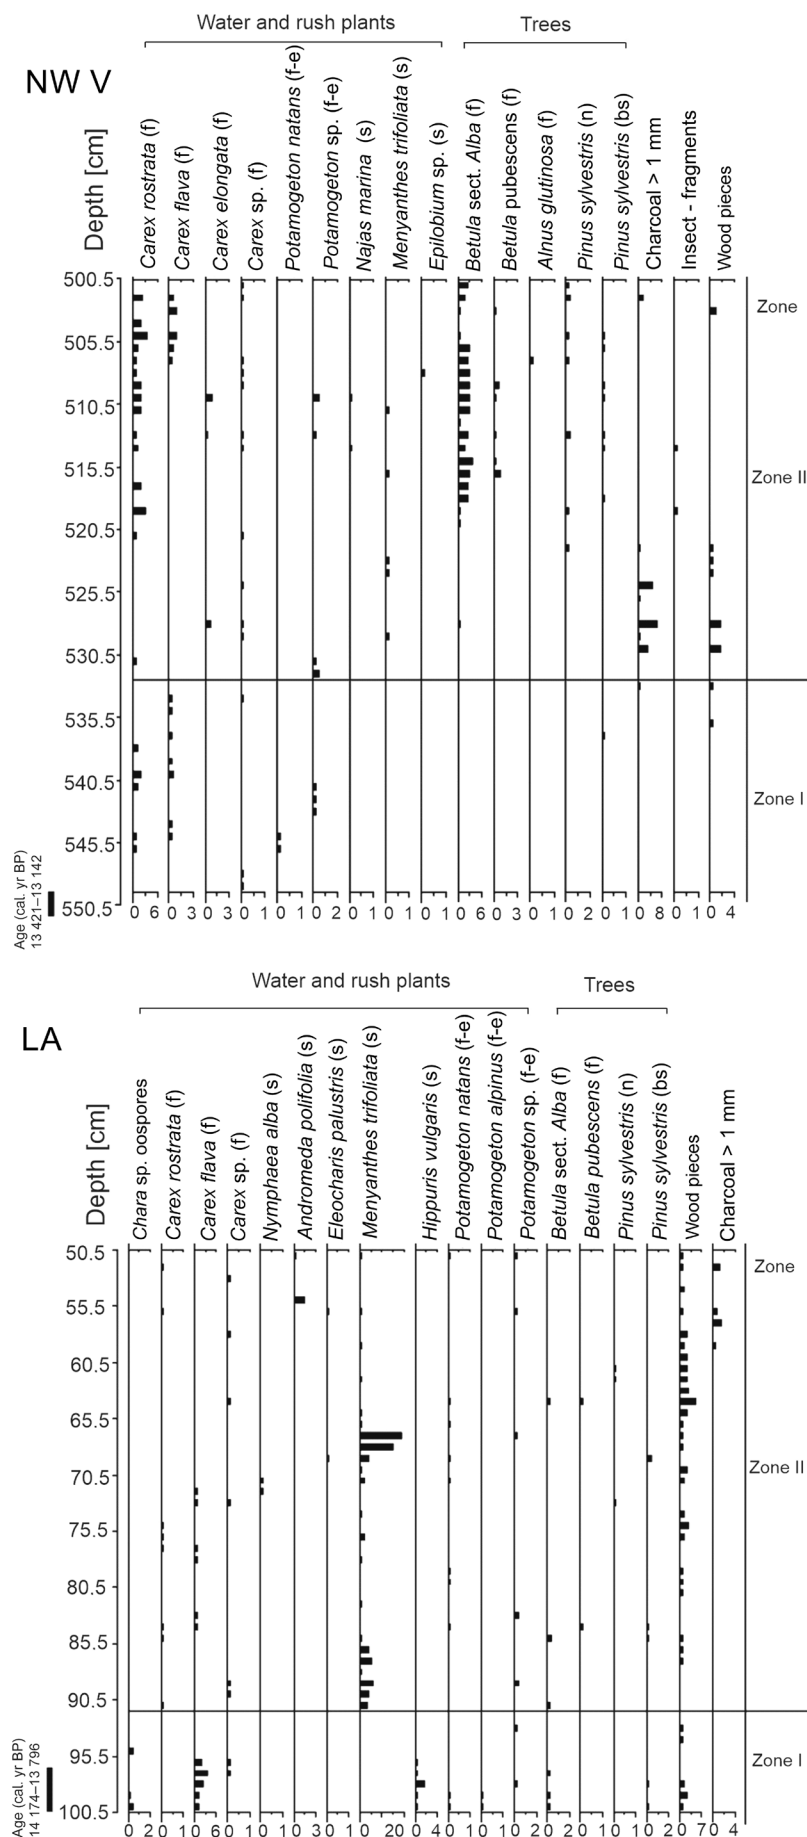 Water and rush plants
Trees
NW V
Depth [cm]
Carex rostrata (f)
Carex flava (f)
Carex elongata (f)
Carex sp. (f)
Potamogeton natans (f-e)
Potamogeton sp. (f-e)
Najas marina (s)
Menyanthes trifoliata (s)
Epilobium sp. (s)
Betula sect. Alba (f)
Betula pubescens (f)
Alnus glutinosa (f)
Pinus sylvestris (n)
Pinus sylvestris (bs)
Charcoal > 1 mm
Insect - fragments
Wood pieces
500.5
505.5
510.5
515.5
520.5
525.5
530.5
535.5
540.5
545.5
550.5
Zone
Zone II
Zone I
Age (cal. yr BP)
13 421–13 142
0 6 0 3 0 3 0 1 0 1 0 2 0 1 0 1 0 1 0 6 0 3 0 1 0 2 0 1 0 8 0 1 0 4
Water and rush plants
Trees
LA
Depth [cm]
Chara sp. oospores
Carex rostrata (f)
Carex flava (f)
Carex sp. (f)
Nymphaea alba (s)
Andromeda polifolia (s)
Eleocharis palustris (s)
Menyanthes trifoliata (s)
Hippuris vulgaris (s)
Potamogeton natans (f-e)
Potamogeton alpinus (f-e)
Potamogeton sp. (f-e)
Betula sect. Alba (f)
Betula pubescens (f)
Pinus sylvestris (n)
Pinus sylvestris (bs)
Wood pieces
Charcoal > 1 mm
50.5
55.5
60.5
65.5
70.5
75.5
80.5
85.5
90.5
95.5
100.5
Zone
Zone II
Zone I
Age (cal. yr BP)
14 174–13 796
0 2 0 1 0 6 0 1 0 1 0 3 0 1 0 20 0 4 0 1 0 1 0 2 0 2 0 1 0 1 0 2 0 7 0 4